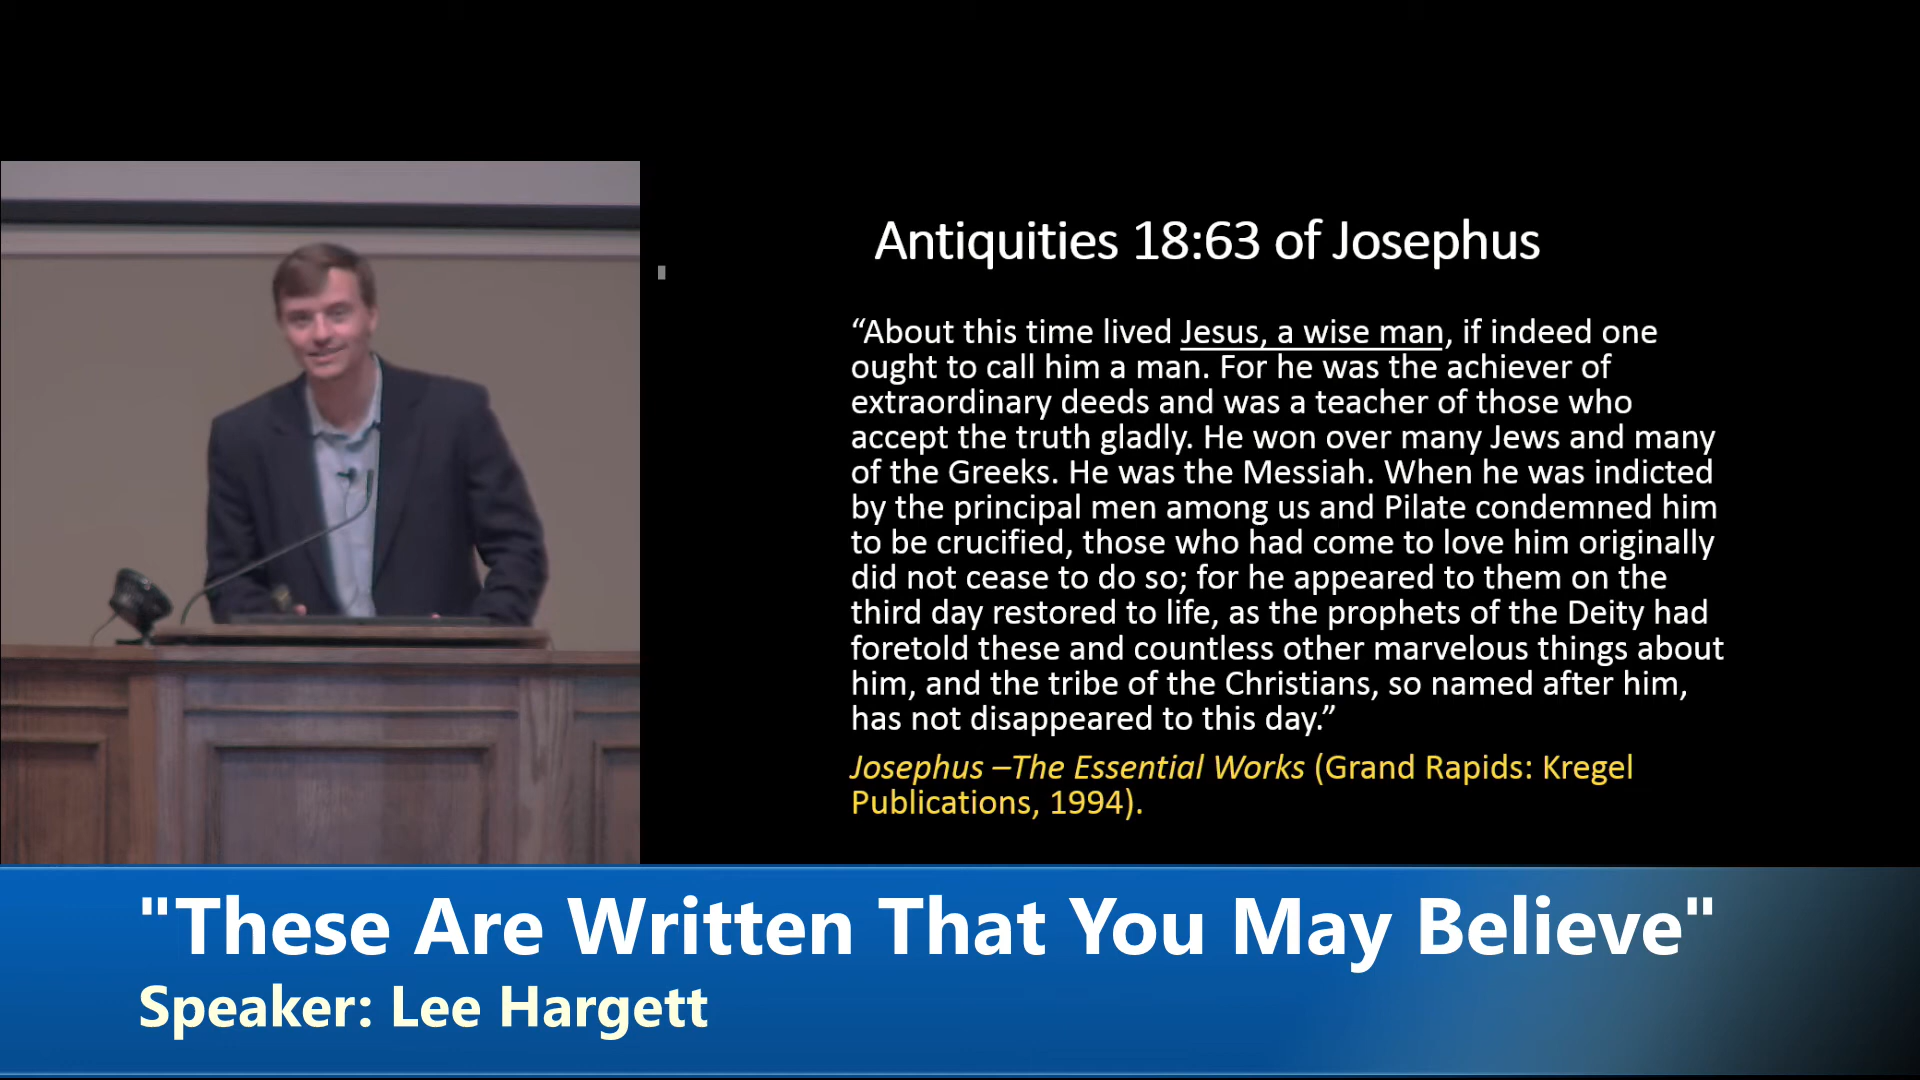 Antiquities 18:63 of Josephus
“About this time lived Jesus, a wise man, if indeed one
ought to call him a man. For he was the achiever of
extraordinary deeds and was a teacher of those who
accept the truth gladly. He won over many Jews and many
of the Greeks. He was the Messiah. When he was indicted
by the principal men among us and Pilate condemned him
to be crucified, those who had come to love him originally
did not cease to do so; for he appeared to them on the
third day restored to life, as the prophets of the Deity had
foretold these and countless other marvelous things about
him, and the tribe of the Christians, so named after him,
has not disappeared to this day.”
Josephus –The Essential Works (Grand Rapids: Kregel
Publications, 1994).
"These Are Written That You May Believe"
Speaker: Lee Hargett